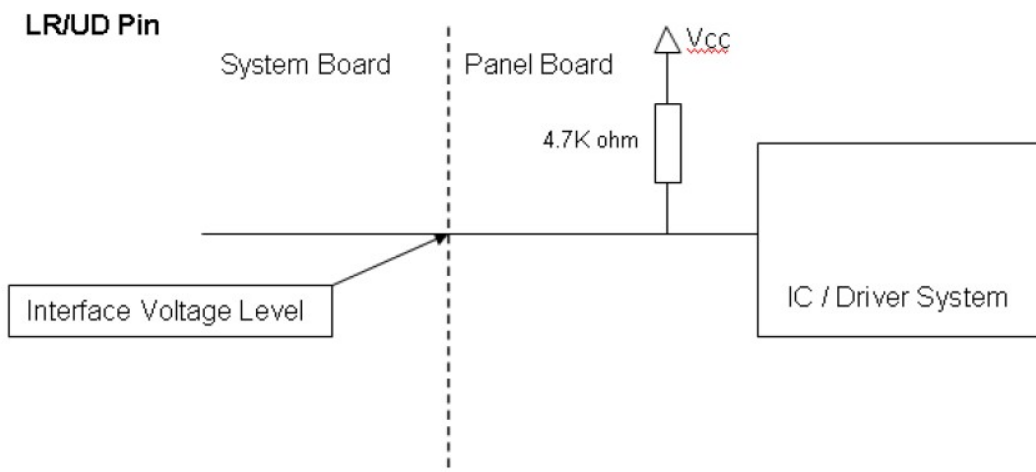 LR/UD Pin
System Board
Panel Board
Vcc
4.7K ohm
Interface Voltage Level
IC / Driver System